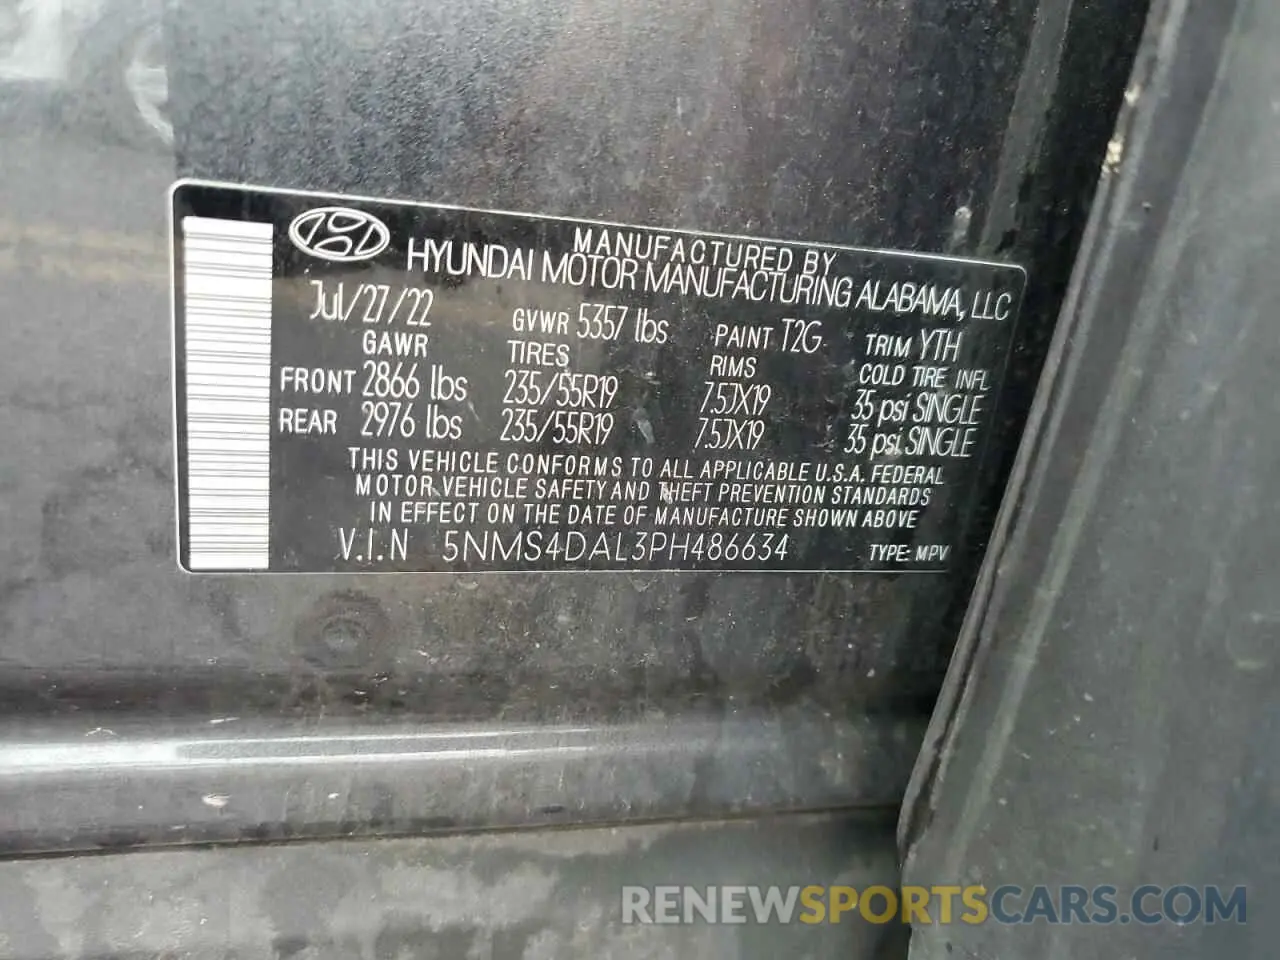 MANUFACTURED BY
HYUNDAI MOTOR MANUFACTURING ALABAMA, LLC
Jul/27/22 GVWR 5357 lbs PAINT T2G TRIM YTH
GAWR TIRES RIMS COLD TIRE INFL
FRONT 2866 lbs 235/55R19 7.5JX19 35 psi SINGLE
REAR 2976 lbs 235/55R19 7.5JX19 35 psi SINGLE
THIS VEHICLE CONFORMS TO ALL APPLICABLE U.S.A. FEDERAL
MOTOR VEHICLE SAFETY AND THEFT PREVENTION STANDARDS
IN EFFECT ON THE DATE OF MANUFACTURE SHOWN ABOVE
V.I.N 5NMS4DAL3PH486634 TYPE: MPV
RENEWSPORTSCARS.COM